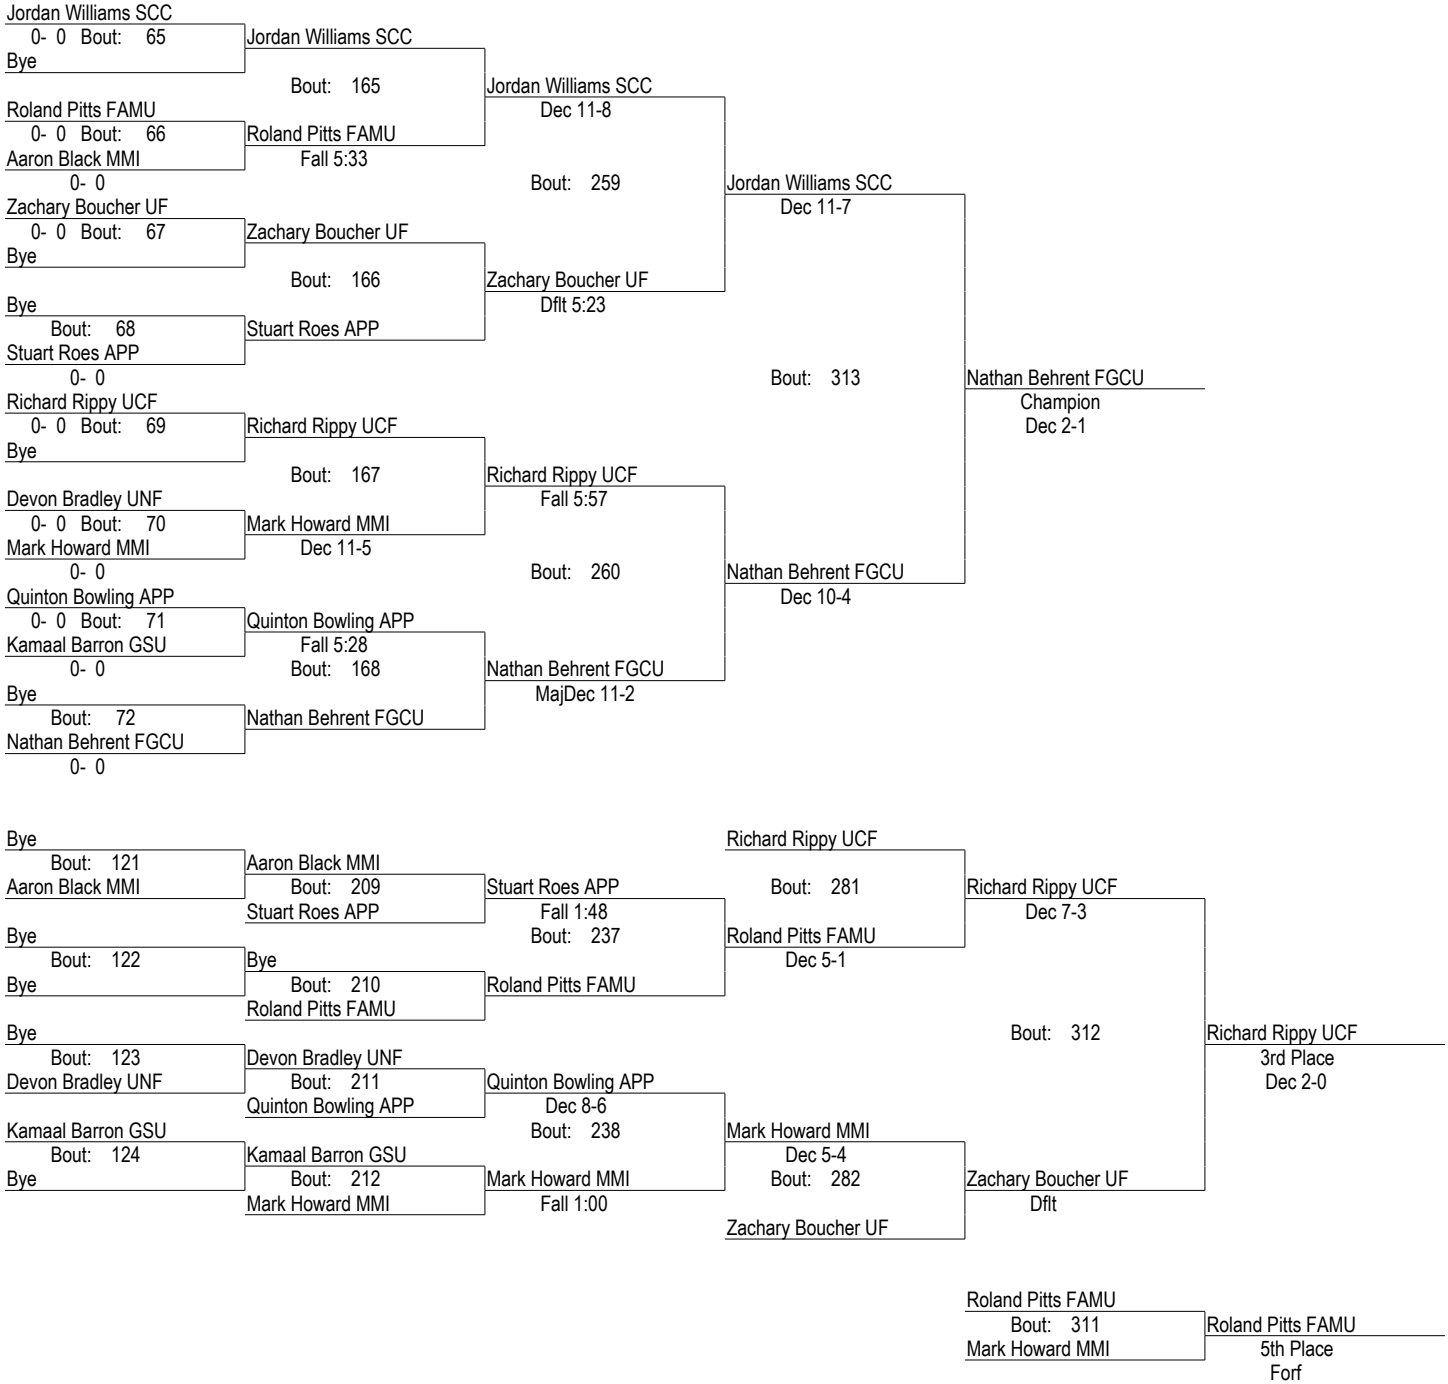 Jordan Williams SCC
0- 0 Bout: 65 Jordan Williams SCC
Bye
Bout: 165 Jordan Williams SCC
Roland Pitts FAMU Dec 11-8
0- 0 Bout: 66 Roland Pitts FAMU
Aaron Black MMI Fall 5:33
0- 0 Bout: 259 Jordan Williams SCC
Zachary Boucher UF Dec 11-7
0- 0 Bout: 67 Zachary Boucher UF
Bye
Bout: 166 Zachary Boucher UF
Bye Dflt 5:23
Bout: 68 Stuart Roes APP
Stuart Roes APP
0- 0 Bout: 313 Nathan Behrent FGCU
Richard Rippy UCF Champion
0- 0 Bout: 69 Richard Rippy UCF Dec 2-1
Bye
Bout: 167 Richard Rippy UCF
Devon Bradley UNF Fall 5:57
0- 0 Bout: 70 Mark Howard MMI
Mark Howard MMI Dec 11-5
0- 0 Bout: 260 Nathan Behrent FGCU
Quinton Bowling APP Dec 10-4
0- 0 Bout: 71 Quinton Bowling APP
Kamaal Barron GSU Fall 5:28
0- 0 Bout: 168 Nathan Behrent FGCU
Bye MajDec 11-2
Bout: 72 Nathan Behrent FGCU
Nathan Behrent FGCU
0- 0
Bye Richard Rippy UCF
Bout: 121 Aaron Black MMI
Aaron Black MMI Bout: 209 Stuart Roes APP Bout: 281 Richard Rippy UCF
Stuart Roes APP Fall 1:48 Dec 7-3
Bye Bout: 237 Roland Pitts FAMU
Bout: 122 Bye Dec 5-1
Bye Bout: 210 Roland Pitts FAMU
Roland Pitts FAMU
Bye Bout: 312 Richard Rippy UCF
Bout: 123 Devon Bradley UNF 3rd Place
Devon Bradley UNF Bout: 211 Quinton Bowling APP Dec 2-0
Quinton Bowling APP Dec 8-6
Kamaal Barron GSU Bout: 238 Mark Howard MMI
Bout: 124 Kamaal Barron GSU Dec 5-4
Bye Bout: 212 Mark Howard MMI Bout: 282 Zachary Boucher UF
Mark Howard MMI Fall 1:00 Dflt
Zachary Boucher UF
Roland Pitts FAMU
Bout: 311 Roland Pitts FAMU
Mark Howard MMI 5th Place
Forf